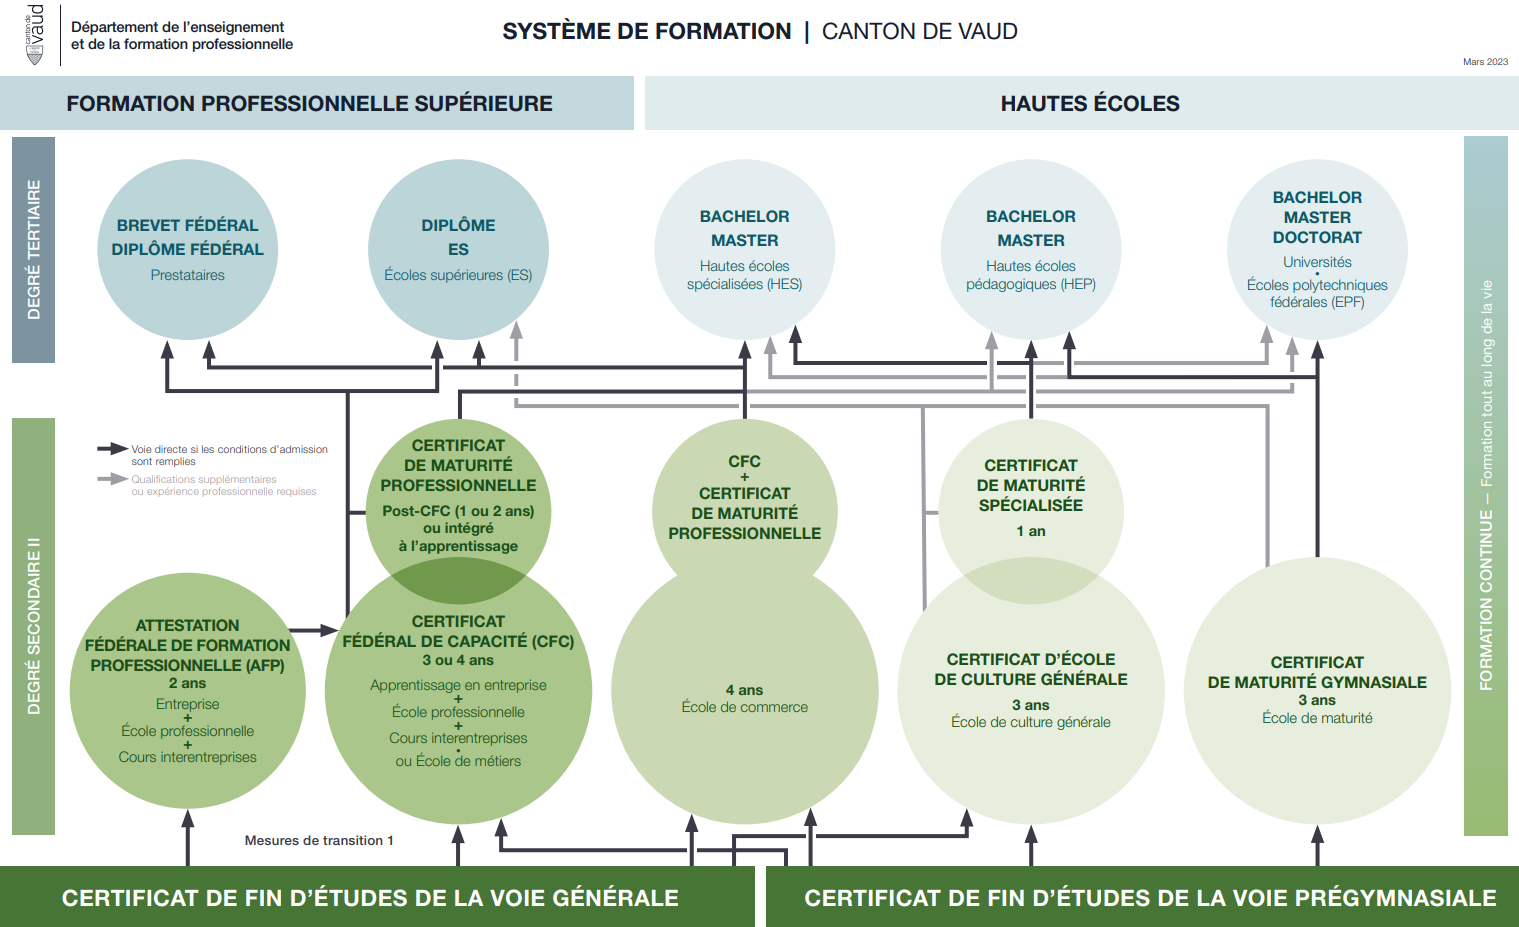 canton de
vaud
Département de l'enseignement
et de la formation professionnelle
SYSTÈME DE FORMATION | CANTON DE VAUD
Mars 2023
FORMATION PROFESSIONNELLE SUPÉRIEURE
HAUTES ÉCOLES
DEGRÉ TERTIAIRE
BREVET FÉDÉRAL
DIPLÔME FÉDÉRAL
Prestataires
DIPLÔME
ES
Écoles supérieures (ES)
BACHELOR
MASTER
Hautes écoles
spécialisées (HES)
BACHELOR
MASTER
Hautes écoles
pédagogiques (HEP)
BACHELOR
MASTER
DOCTORAT
Universités
•
Écoles polytechniques
fédérales (EPF)
FORMATION CONTINUE — Formation tout au long de la vie
DEGRÉ SECONDAIRE II
Voie directe si les conditions d'admission
sont remplies
Qualifications supplémentaires
ou expérience professionnelle requises
CERTIFICAT
DE MATURITÉ
PROFESSIONNELLE
Post-CFC (1 ou 2 ans)
ou intégré
à l'apprentissage
CFC
+
CERTIFICAT
DE MATURITÉ
PROFESSIONNELLE
CERTIFICAT
DE MATURITÉ
SPÉCIALISÉE
1 an
ATTESTATION
FÉDÉRALE DE FORMATION
PROFESSIONNELLE (AFP)
2 ans
Entreprise
+
École professionnelle
+
Cours interentreprises
CERTIFICAT
FÉDÉRAL DE CAPACITÉ (CFC)
3 ou 4 ans
Apprentissage en entreprise
+
École professionnelle
+
Cours interentreprises
•
ou École de métiers
4 ans
École de commerce
CERTIFICAT D'ÉCOLE
DE CULTURE GÉNÉRALE
3 ans
École de culture générale
CERTIFICAT
DE MATURITÉ GYMNASIALE
3 ans
École de maturité
Mesures de transition 1
CERTIFICAT DE FIN D'ÉTUDES DE LA VOIE GÉNÉRALE
CERTIFICAT DE FIN D'ÉTUDES DE LA VOIE PRÉGYMNASIALE